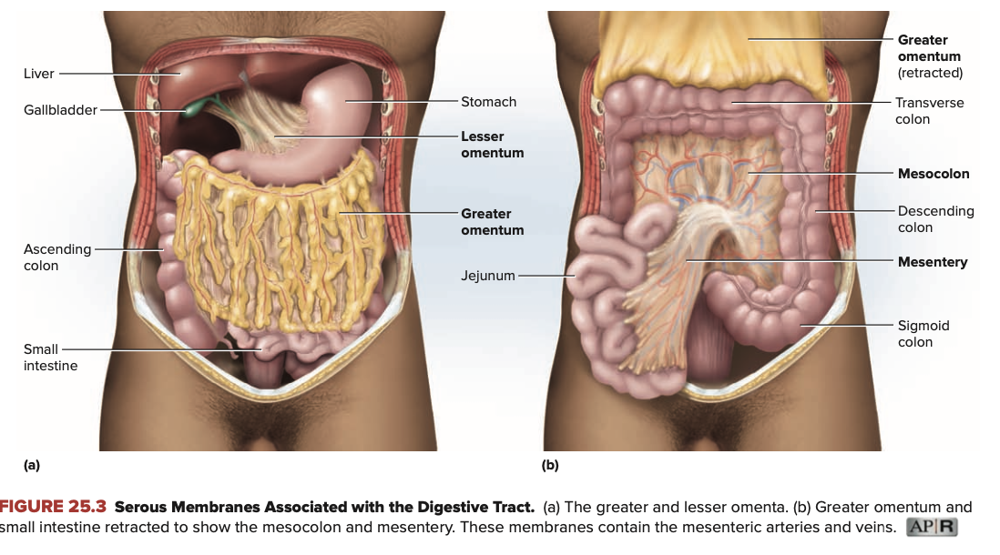 Liver
Gallbladder
Ascending
colon
Small
intestine
Stomach
Lesser
omentum
Greater
omentum
(a)
Jejunum
Greater
omentum
(retracted)
Transverse
colon
Mesocolon
Descending
colon
Mesentery
Sigmoid
colon
(b)
FIGURE 25.3 Serous Membranes Associated with the Digestive Tract. (a) The greater and lesser omenta. (b) Greater omentum and
small intestine retracted to show the mesocolon and mesentery. These membranes contain the mesenteric arteries and veins. AP|R